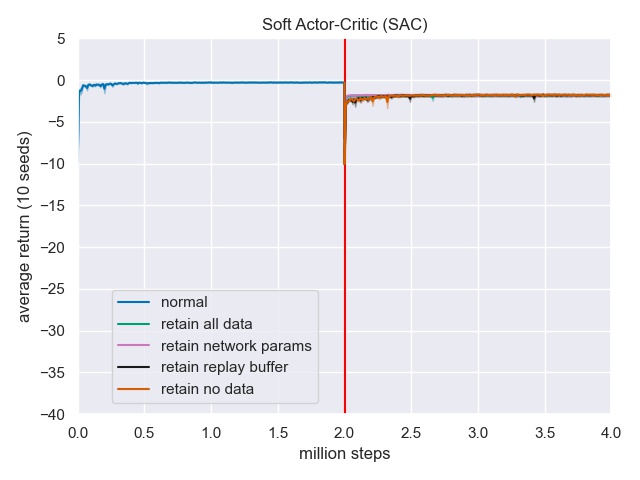 Soft Actor-Critic (SAC)
average return (10 seeds)
5
0
−5
−10
−15
−20
−25
−30
−35
−40
normal
retain all data
retain network params
retain replay buffer
retain no data
0.0 0.5 1.0 1.5 2.0 2.5 3.0 3.5 4.0
million steps